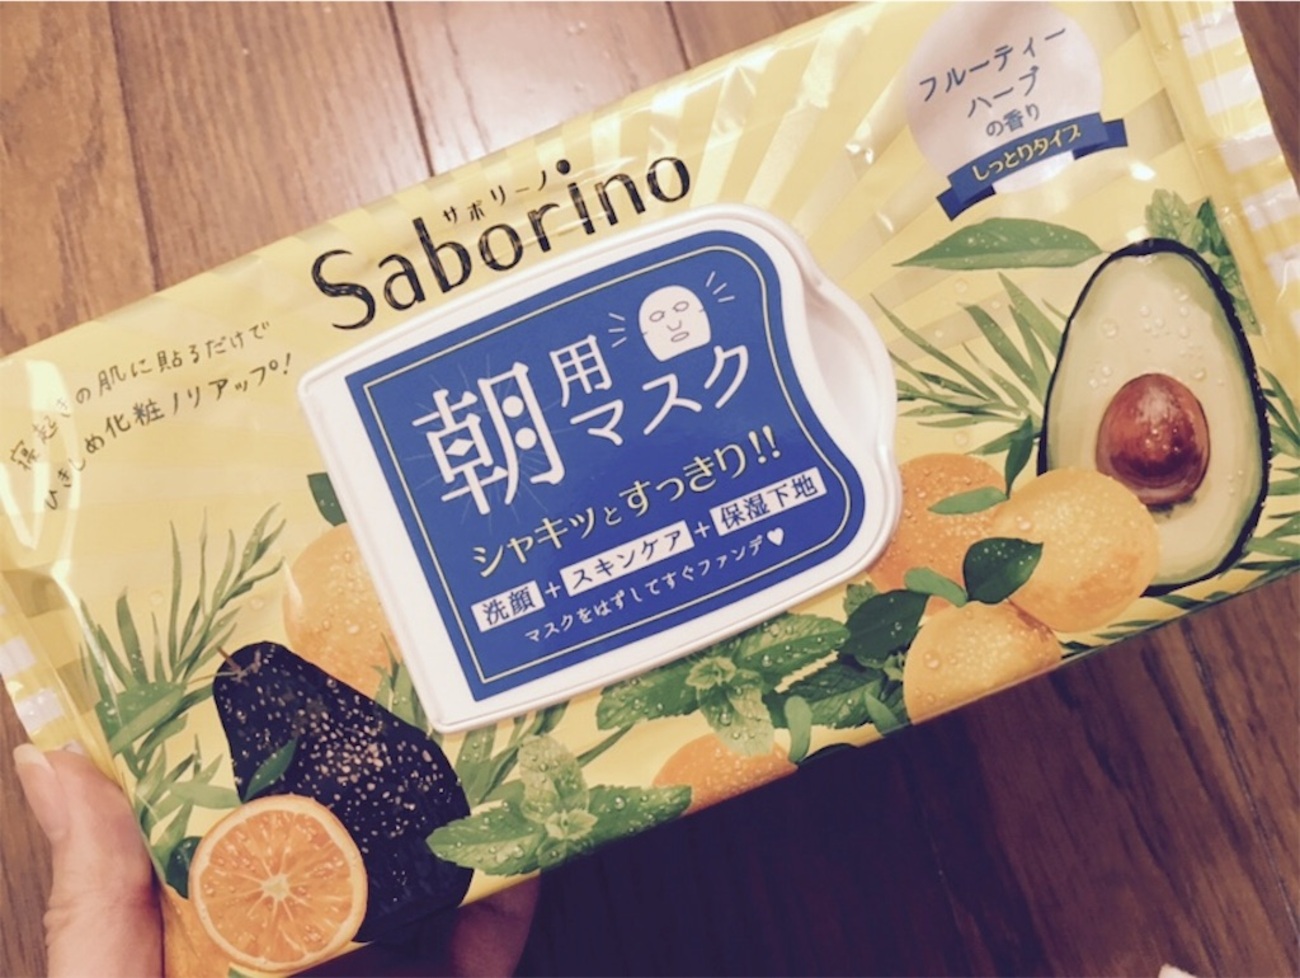 フルーティー
ハーブ
の香り
しっとりタイプ
サボリーノ
Saborino
寝起きの肌に貼るだけで
ひきしめ化粧ノリアップ!
朝用マスク
シャキッとすっきり!!
洗顔+スキンケア+保湿下地
マスクをはずしてすぐファンデ♥